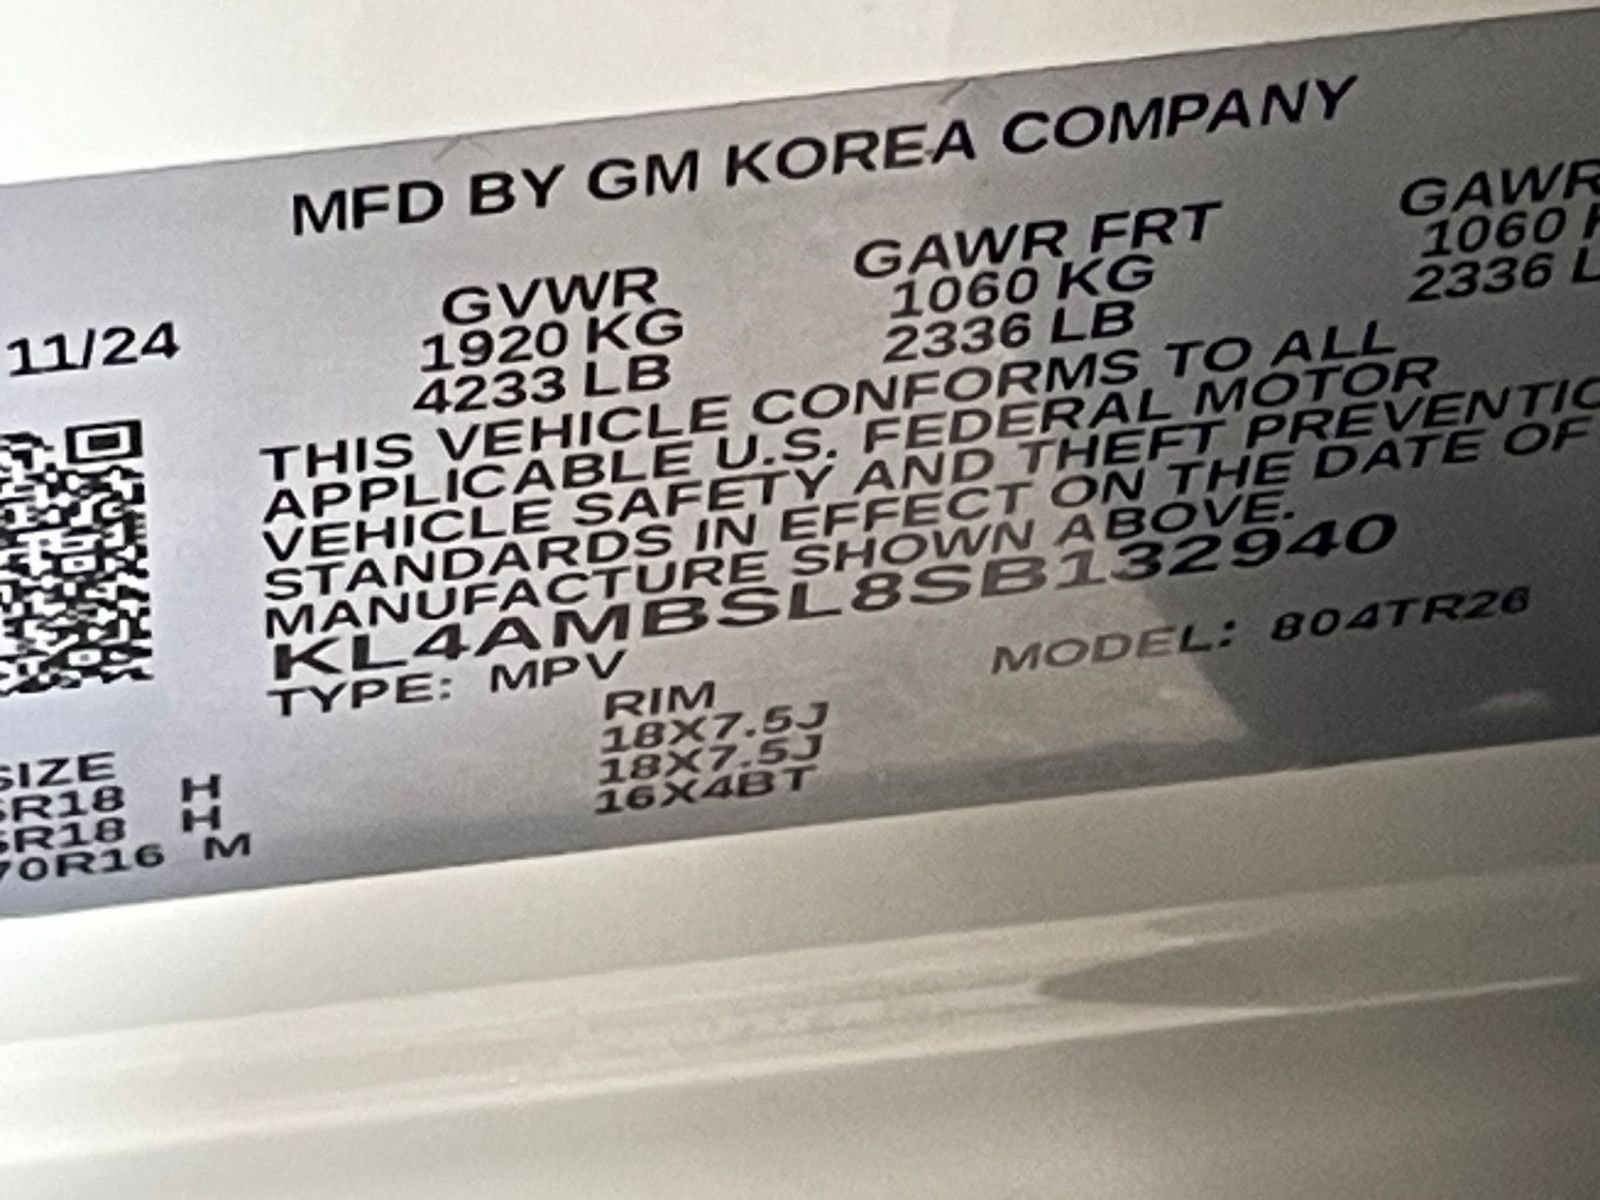 MFD BY GM KOREA COMPANY
11/24
GVWR
1920 KG
4233 LB
GAWR FRT
1060 KG
2336 LB
GAWR
1060
2336
THIS VEHICLE CONFORMS TO ALL
APPLICABLE U.S. FEDERAL MOTOR
VEHICLE SAFETY AND THEFT PREVENTIO
STANDARDS IN EFFECT ON THE DATE OF
MANUFACTURE SHOWN ABOVE.
KL4AMBSL8SB132940
TYPE: MPV
MODEL: 804TR26
SIZE
R18 H
R18 H
70R16 M
RIM
18X7.5J
18X7.5J
16X4BT